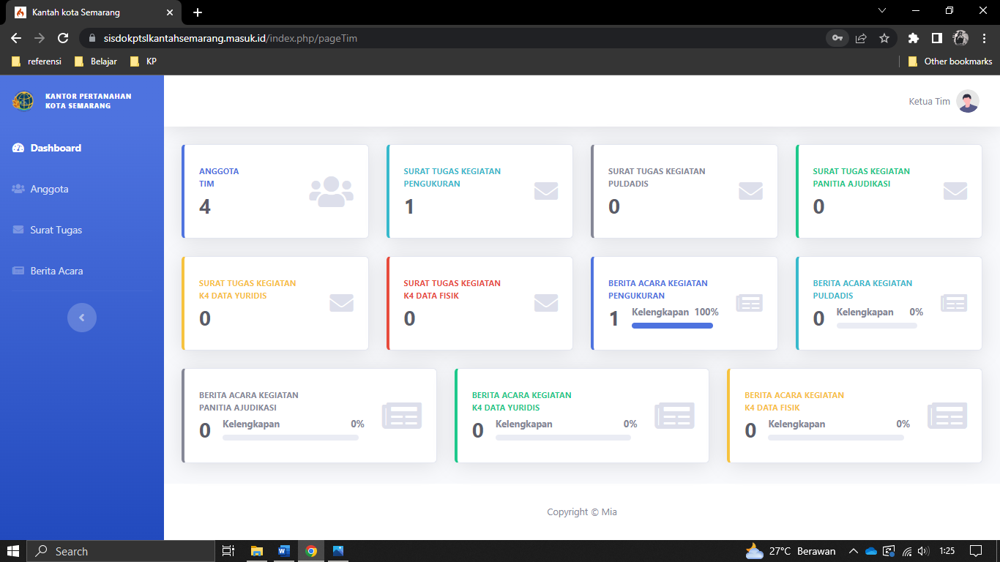 Kantah kota Semarang
sisdokptslkantahsemarang.masuk.id/index.php/pageTim
referensi
Belajar
KP
Other bookmarks
KANTOR PERTANAHAN
KOTA SEMARANG
Ketua Tim
Dashboard
Anggota
Surat Tugas
Berita Acara
ANGGOTA
TIM
4
SURAT TUGAS KEGIATAN
PENGUKURAN
1
SURAT TUGAS KEGIATAN
PULDADIS
0
SURAT TUGAS KEGIATAN
PANITIA AJUDIKASI
0
SURAT TUGAS KEGIATAN
K4 DATA YURIDIS
0
SURAT TUGAS KEGIATAN
K4 DATA FISIK
0
BERITA ACARA KEGIATAN
PENGUKURAN
1 Kelengkapan 100%
BERITA ACARA KEGIATAN
PULDADIS
0 Kelengkapan 0%
BERITA ACARA KEGIATAN
PANITIA AJUDIKASI
0 Kelengkapan 0%
BERITA ACARA KEGIATAN
K4 DATA YURIDIS
0 Kelengkapan 0%
BERITA ACARA KEGIATAN
K4 DATA FISIK
0 Kelengkapan 0%
Copyright © Mia
Search
27°C Berawan
1:25